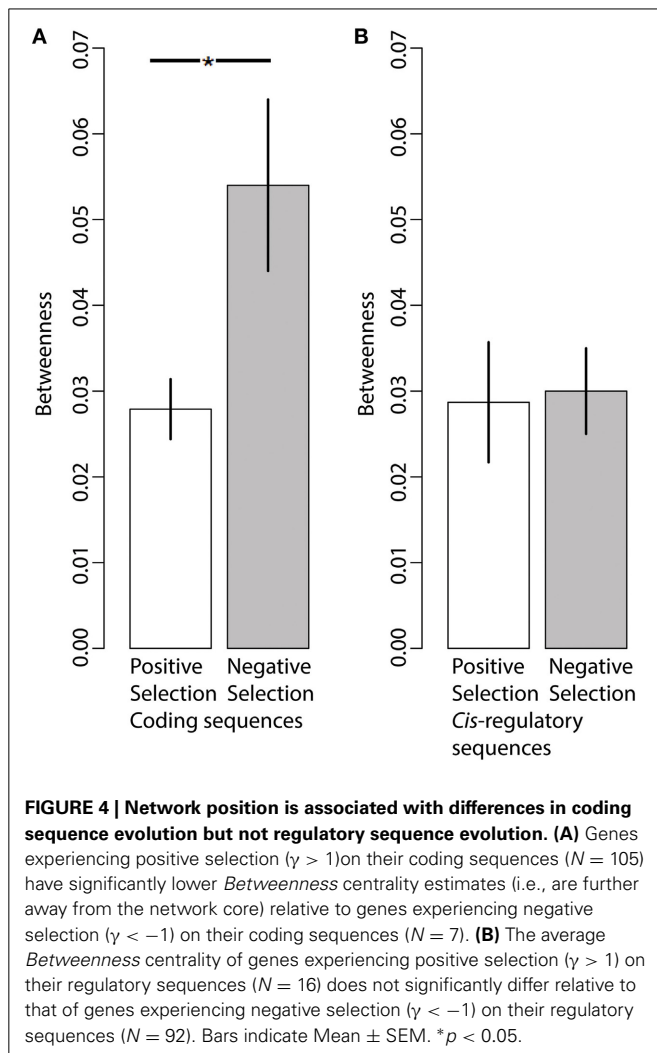 A
B
0.07
0.06
0.05
0.04
0.03
0.02
0.01
0.00
Betweenness
*
Positive Negative
Selection Selection
Coding sequences
0.07
0.06
0.05
0.04
0.03
0.02
0.01
0.00
Betweenness
Positive Negative
Selection Selection
Cis-regulatory
sequences
FIGURE 4 | Network position is associated with differences in coding
sequence evolution but not regulatory sequence evolution. (A) Genes
experiencing positive selection (γ > 1)on their coding sequences (N = 105)
have significantly lower Betweenness centrality estimates (i.e., are further
away from the network core) relative to genes experiencing negative
selection (γ < −1) on their coding sequences (N = 7). (B) The average
Betweenness centrality of genes experiencing positive selection (γ > 1) on
their regulatory sequences (N = 16) does not significantly differ relative to
that of genes experiencing negative selection (γ < −1) on their regulatory
sequences (N = 92). Bars indicate Mean ± SEM. *p < 0.05.